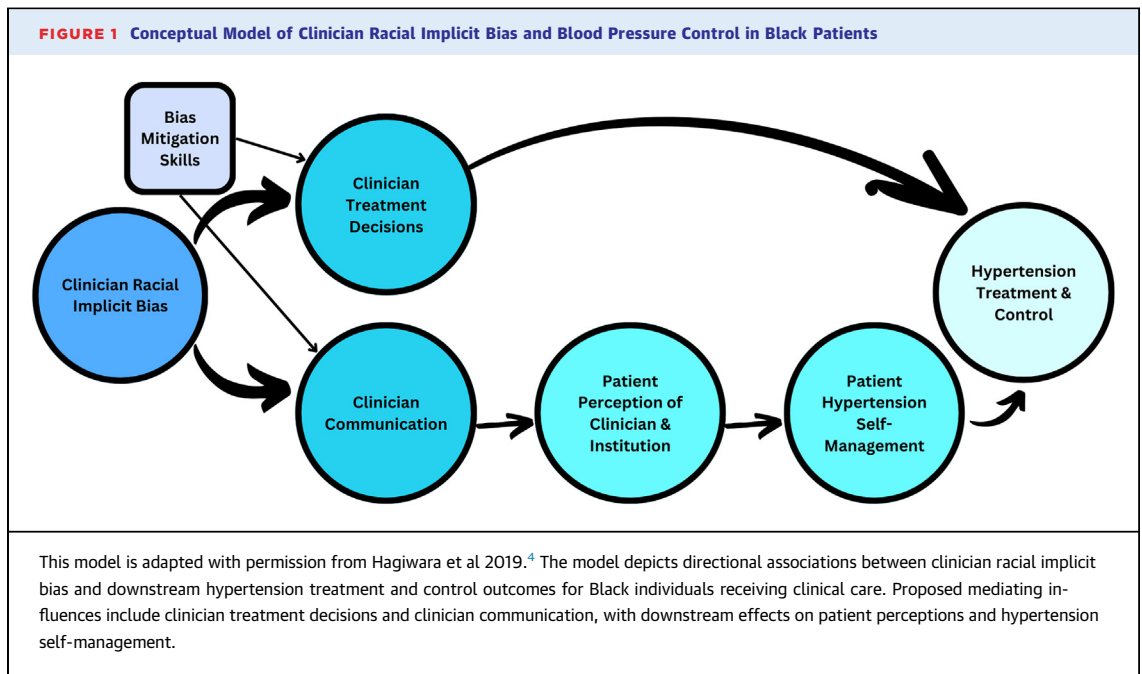 FIGURE 1 Conceptual Model of Clinician Racial Implicit Bias and Blood Pressure Control in Black Patients
Bias
Mitigation
Skills
Clinician
Treatment
Decisions
Clinician Racial
Implicit Bias
Hypertension
Treatment &
Control
Clinician
Communication
Patient
Perception of
Clinician &
Institution
Patient
Hypertension
Self-
Management
This model is adapted with permission from Hagiwara et al 2019.4 The model depicts directional associations between clinician racial implicit
bias and downstream hypertension treatment and control outcomes for Black individuals receiving clinical care. Proposed mediating in-
fluences include clinician treatment decisions and clinician communication, with downstream effects on patient perceptions and hypertension
self-management.